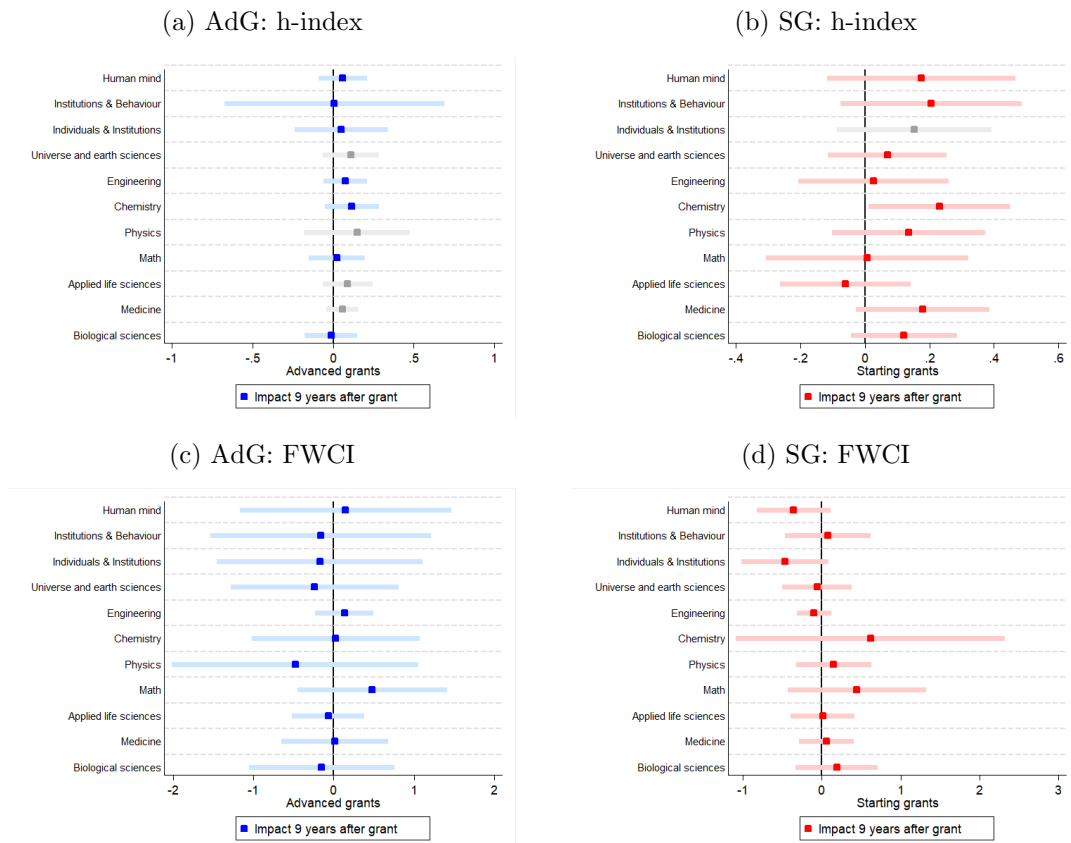 (a) AdG: h-index
Human mind
Institutions & Behaviour
Individuals & Institutions
Universe and earth sciences
Engineering
Chemistry
Physics
Math
Applied life sciences
Medicine
Biological sciences
-1 -.5 0 .5 1
Advanced grants
Impact 9 years after grant
(b) SG: h-index
Human mind
Institutions & Behaviour
Individuals & Institutions
Universe and earth sciences
Engineering
Chemistry
Physics
Math
Applied life sciences
Medicine
Biological sciences
-.4 -.2 0 .2 .4 .6
Starting grants
Impact 9 years after grant
(c) AdG: FWCI
Human mind
Institutions & Behaviour
Individuals & Institutions
Universe and earth sciences
Engineering
Chemistry
Physics
Math
Applied life sciences
Medicine
Biological sciences
-2 -1 0 1 2
Advanced grants
Impact 9 years after grant
(d) SG: FWCI
Human mind
Institutions & Behaviour
Individuals & Institutions
Universe and earth sciences
Engineering
Chemistry
Physics
Math
Applied life sciences
Medicine
Biological sciences
-1 0 1 2 3
Starting grants
Impact 9 years after grant